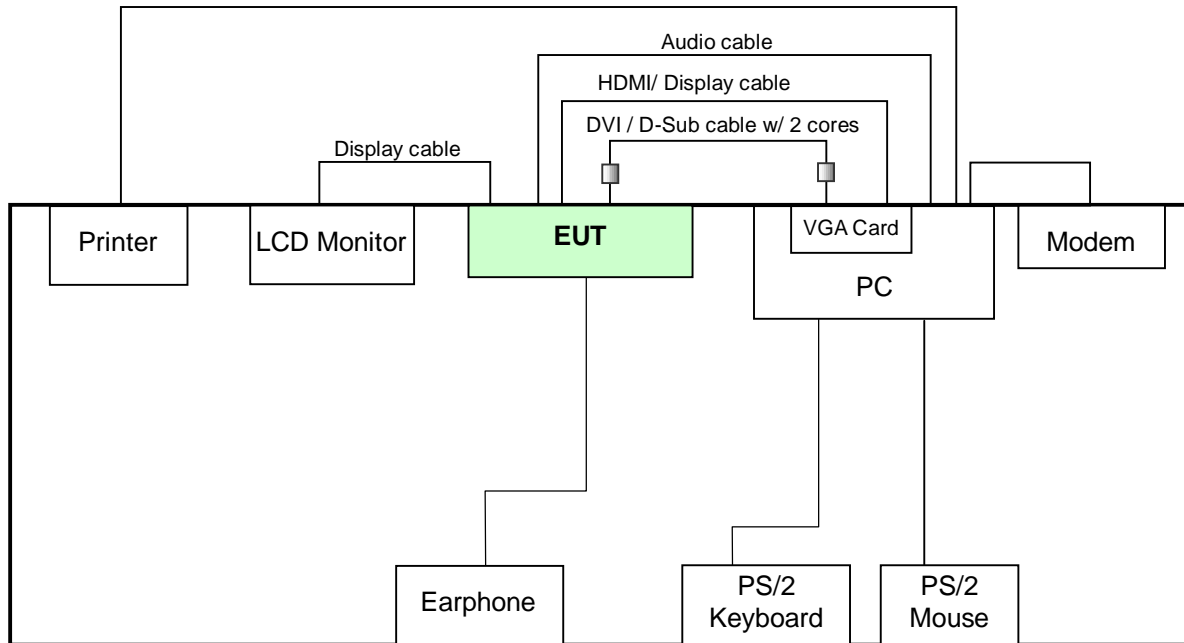 Audio cable
HDMI/ Display cable
DVI / D-Sub cable w/ 2 cores
Display cable
Printer
LCD Monitor
EUT
VGA Card
PC
Modem
Earphone
PS/2
Keyboard
PS/2
Mouse